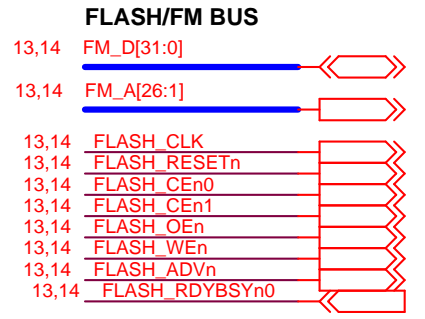 FLASH/FM BUS
13,14 FM_D[31:0]
13,14 FM_A[26:1]
13,14 FLASH_CLK
13,14 FLASH_RESETn
13,14 FLASH_CEn0
13,14 FLASH_CEn1
13,14 FLASH_OEn
13,14 FLASH_WEn
13,14 FLASH_ADVn
13,14 FLASH_RDYBSYn0